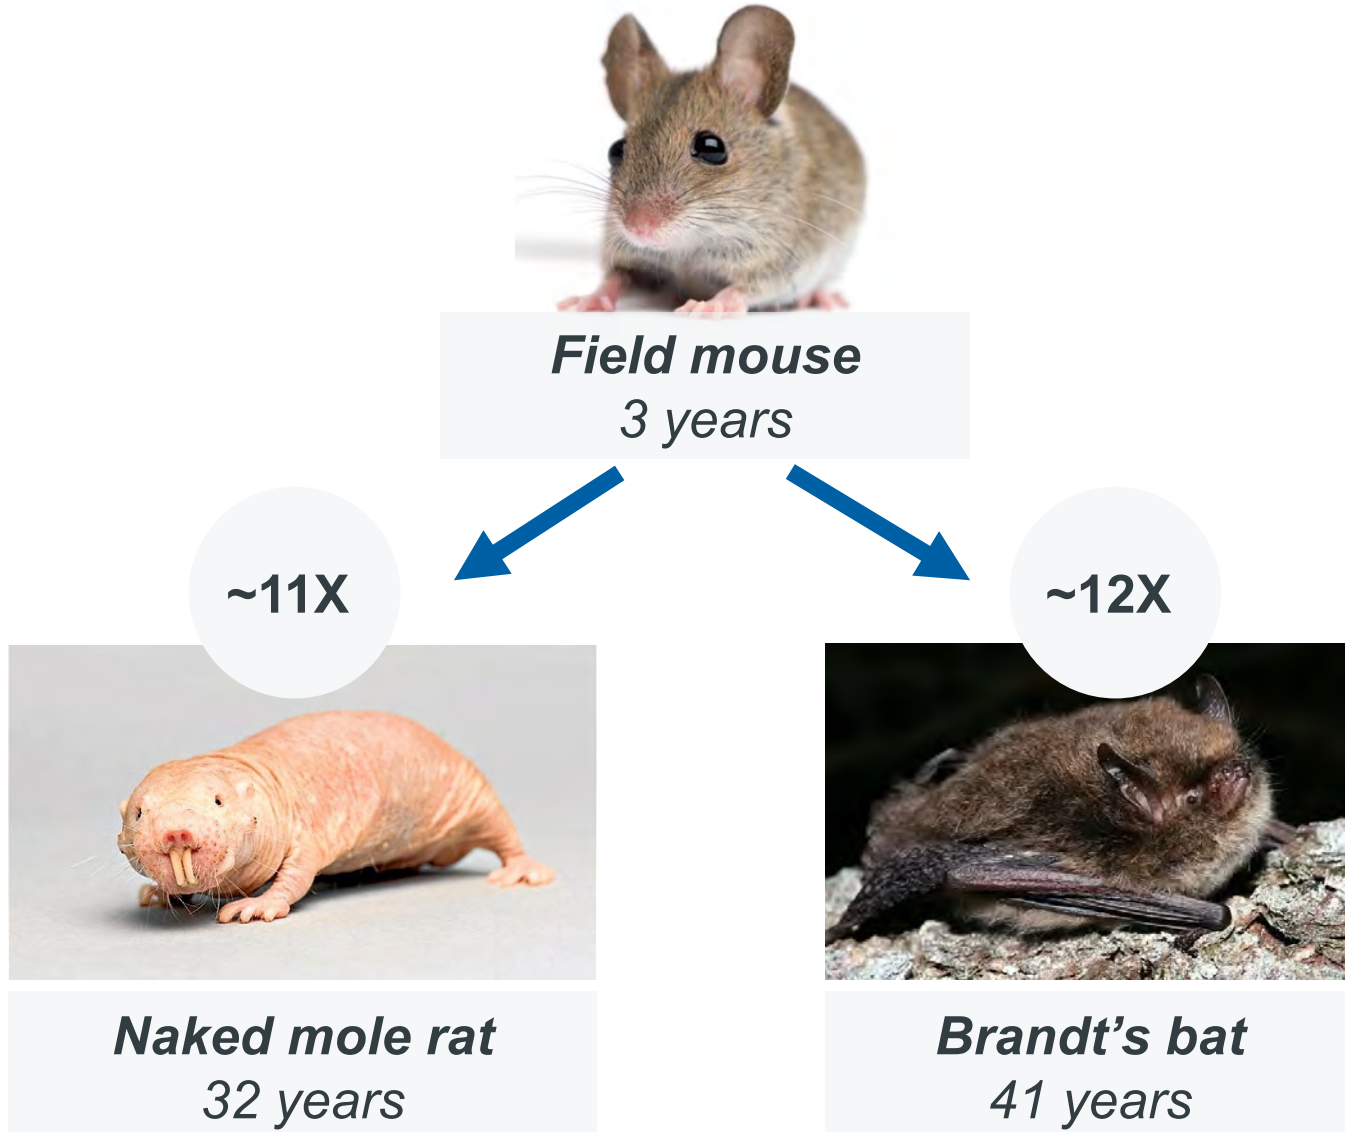 Field mouse
3 years
~11X
~12X
Naked mole rat
32 years
Brandt’s bat
41 years